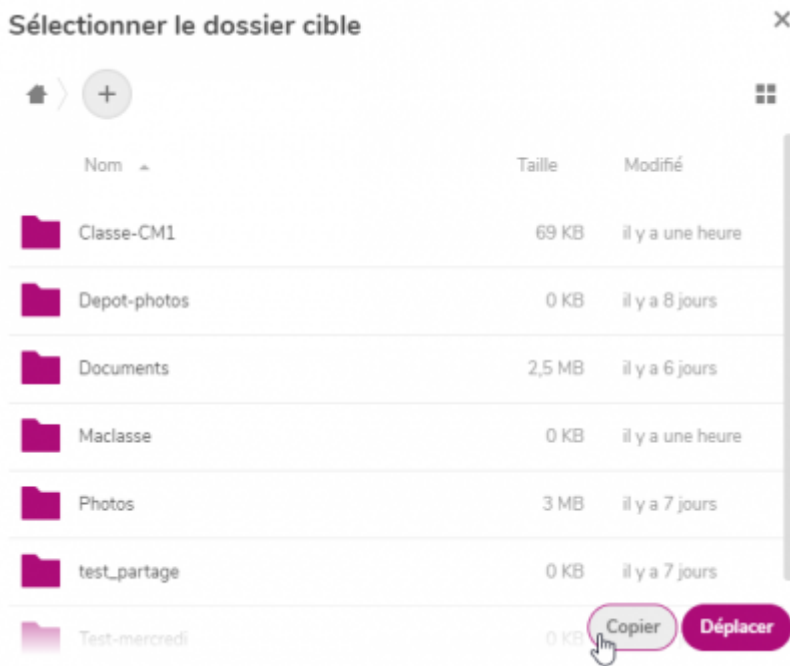 Sélectionner le dossier cible
Nom Taille Modifié
Classe-CM1 69 KB il y a une heure
Depot-photos 0 KB il y a 8 jours
Documents 2,5 MB il y a 6 jours
Maclasse 0 KB il y a une heure
Photos 3 MB il y a 7 jours
test_partage 0 KB il y a 7 jours
Test-mercredi 0 KB
Copier Déplacer